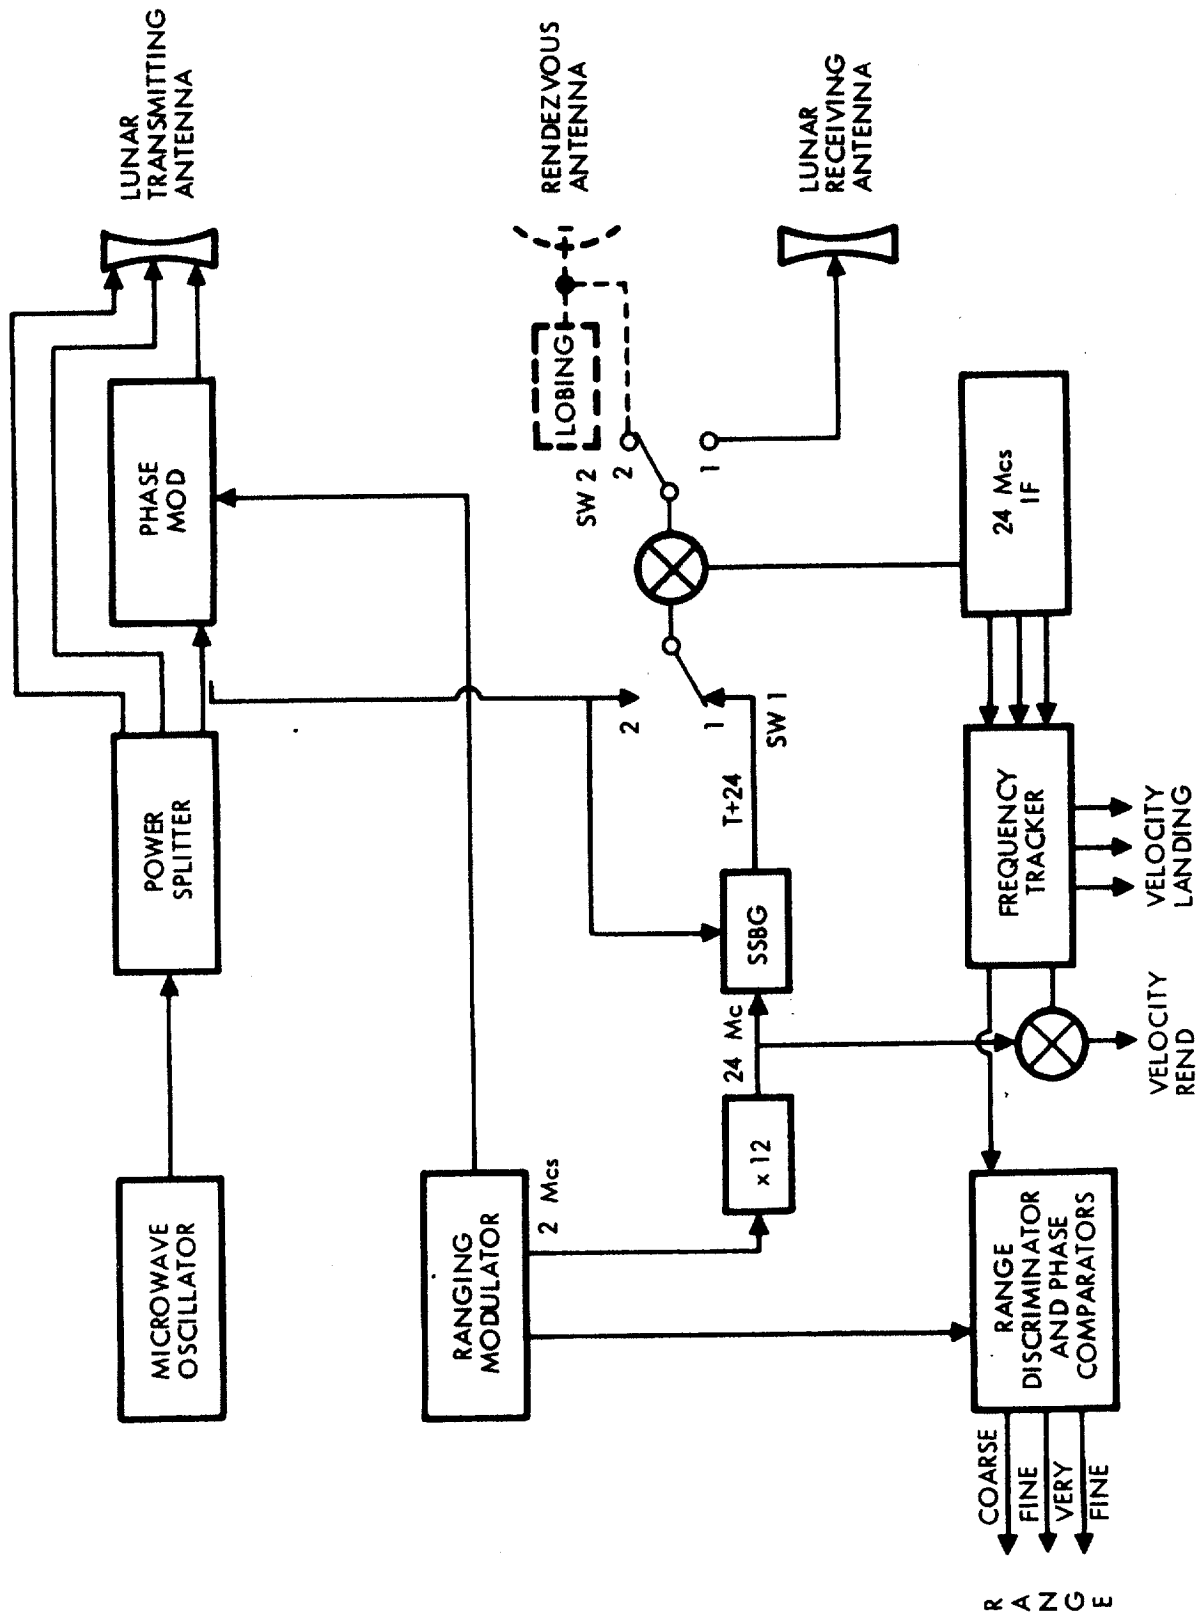 LUNAR
TRANSMITTING
ANTENNA
PHASE
MOD
POWER
SPLITTER
MICROWAVE
OSCILLATOR
RENDEZVOUS
ANTENNA
LOBING
SW 2
2
1
LUNAR
RECEIVING
ANTENNA
2
1
SW 1
T+24
SSBG
24 Mc
x 12
2 Mcs
RANGING
MODULATOR
24 Mcs
IF
FREQUENCY
TRACKER
VELOCITY
LANDING
VELOCITY
REND
RANGE
DISCRIMINATOR
AND PHASE
COMPARATORS
COARSE
FINE
VERY
FINE
RANGE